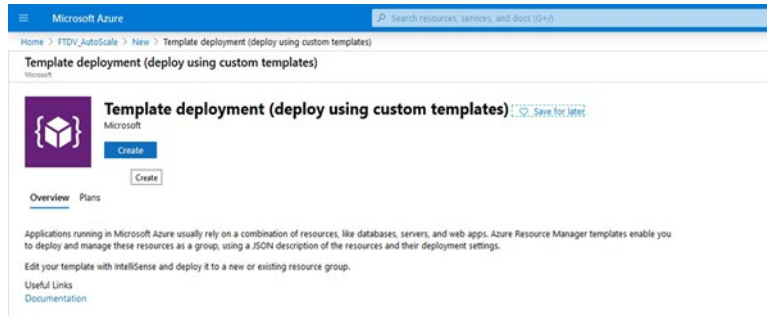 Microsoft Azure
Search resources, services, and docs (G+/)
Home > FTDV_AutoScale > New > Template deployment (deploy using custom templates)
Template deployment (deploy using custom templates)
Microsoft
Template deployment (deploy using custom templates)
Save for later
Microsoft
Create
Create
Overview Plans
Applications running in Microsoft Azure usually rely on a combination of resources, like databases, servers, and web apps. Azure Resource Manager templates enable you
to deploy and manage these resources as a group, using a JSON description of the resources and their deployment settings.
Edit your template with IntelliSense and deploy it to a new or existing resource group.
Useful Links
Documentation